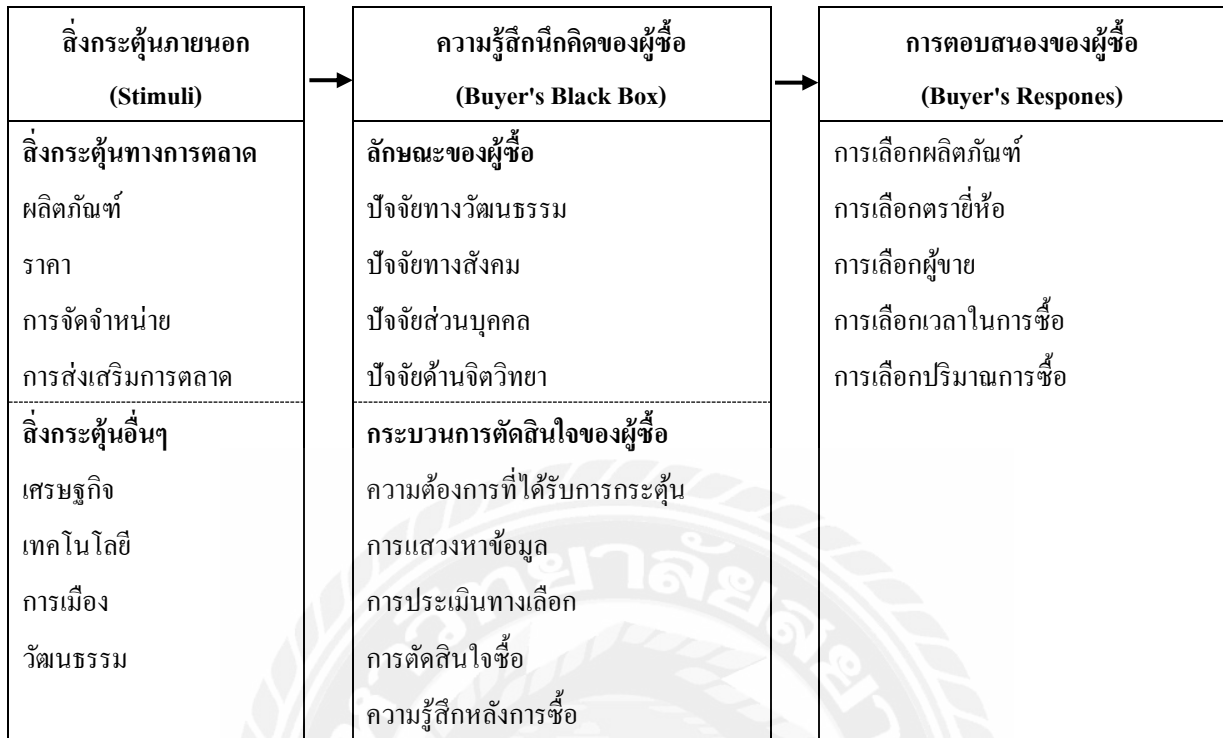 สิ่งกระตุ้นภายนอก
(Stimuli)
สิ่งกระตุ้นทางการตลาด
ผลิตภัณฑ์
ราคา
การจัดจำหน่าย
การส่งเสริมการตลาด
สิ่งกระตุ้นอื่นๆ
เศรษฐกิจ
เทคโนโลยี
การเมือง
วัฒนธรรม
ความรู้สึกนึกคิดของผู้ซื้อ
(Buyer's Black Box)
ลักษณะของผู้ซื้อ
ปัจจัยทางวัฒนธรรม
ปัจจัยทางสังคม
ปัจจัยส่วนบุคคล
ปัจจัยด้านจิตวิทยา
กระบวนการตัดสินใจของผู้ซื้อ
ความต้องการที่ได้รับการกระตุ้น
การแสวงหาข้อมูล
การประเมินทางเลือก
การตัดสินใจซื้อ
ความรู้สึกหลังการซื้อ
การตอบสนองของผู้ซื้อ
(Buyer's Respones)
การเลือกผลิตภัณฑ์
การเลือกตรายี่ห้อ
การเลือกผู้ขาย
การเลือกเวลาในการซื้อ
การเลือกปริมาณการซื้อ